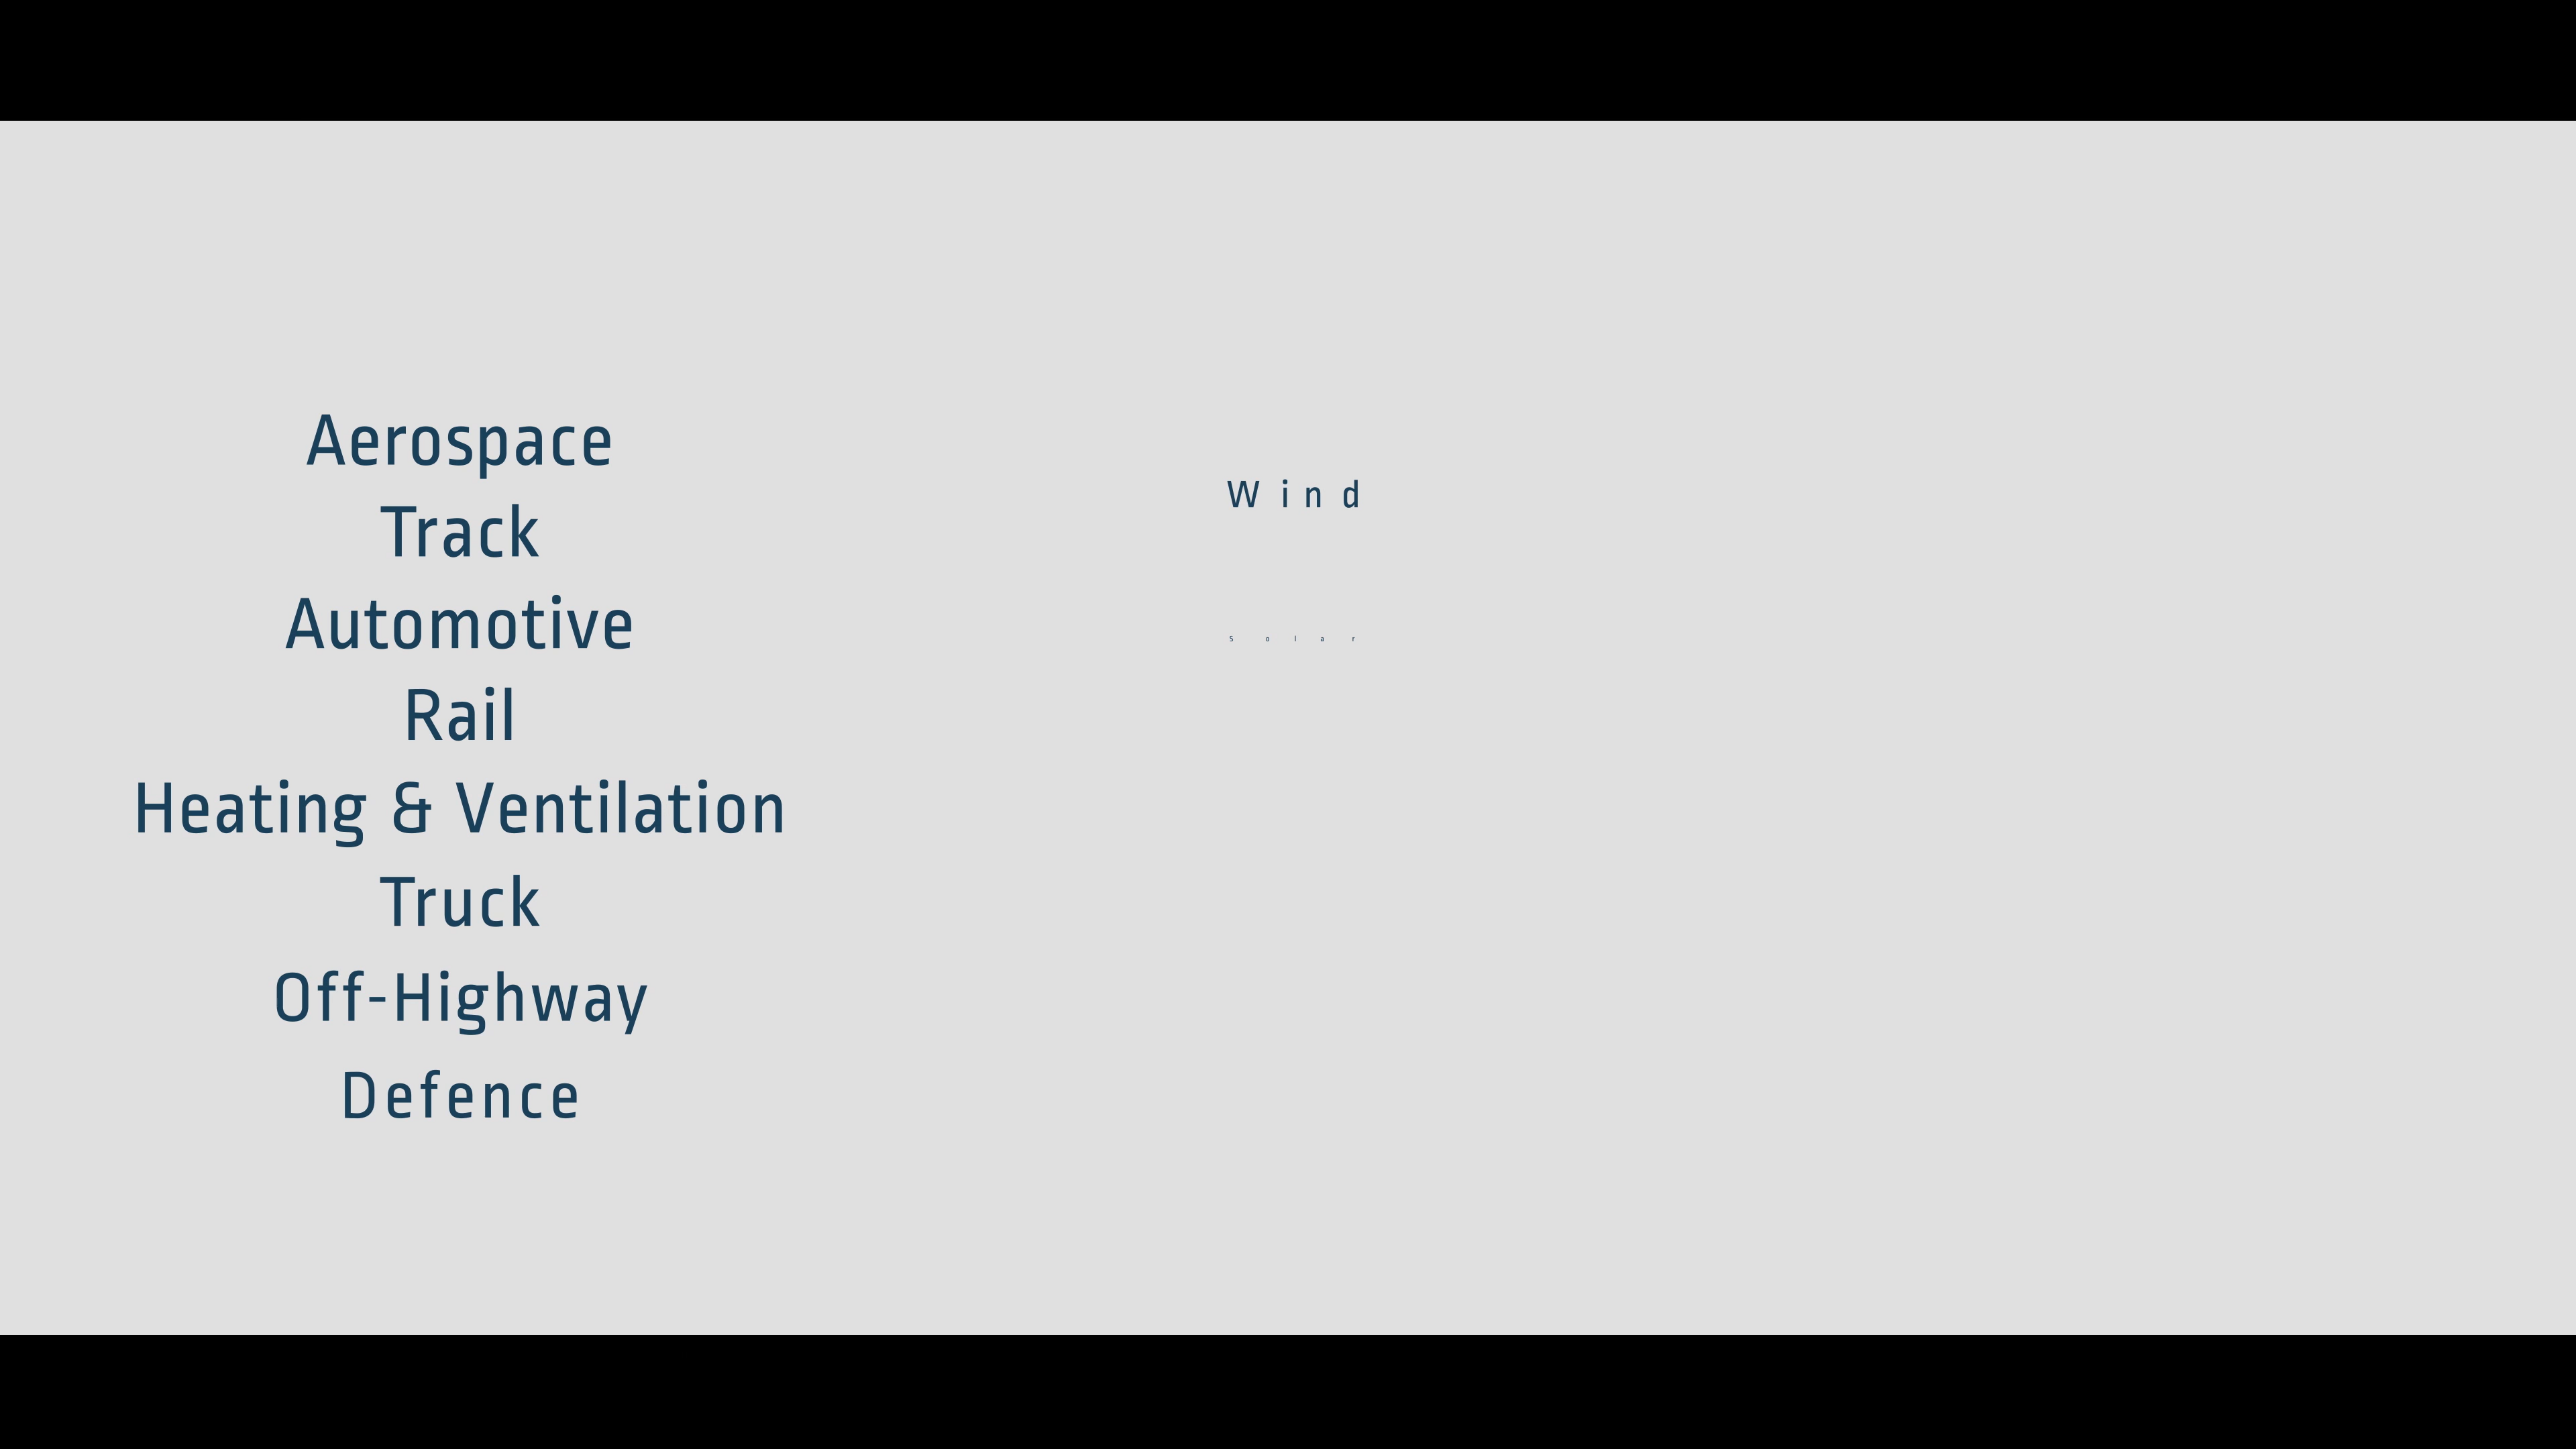 Aerospace
Track
Automotive
Rail
Heating & Ventilation
Truck
Off-Highway
Defence
Wind
Solar